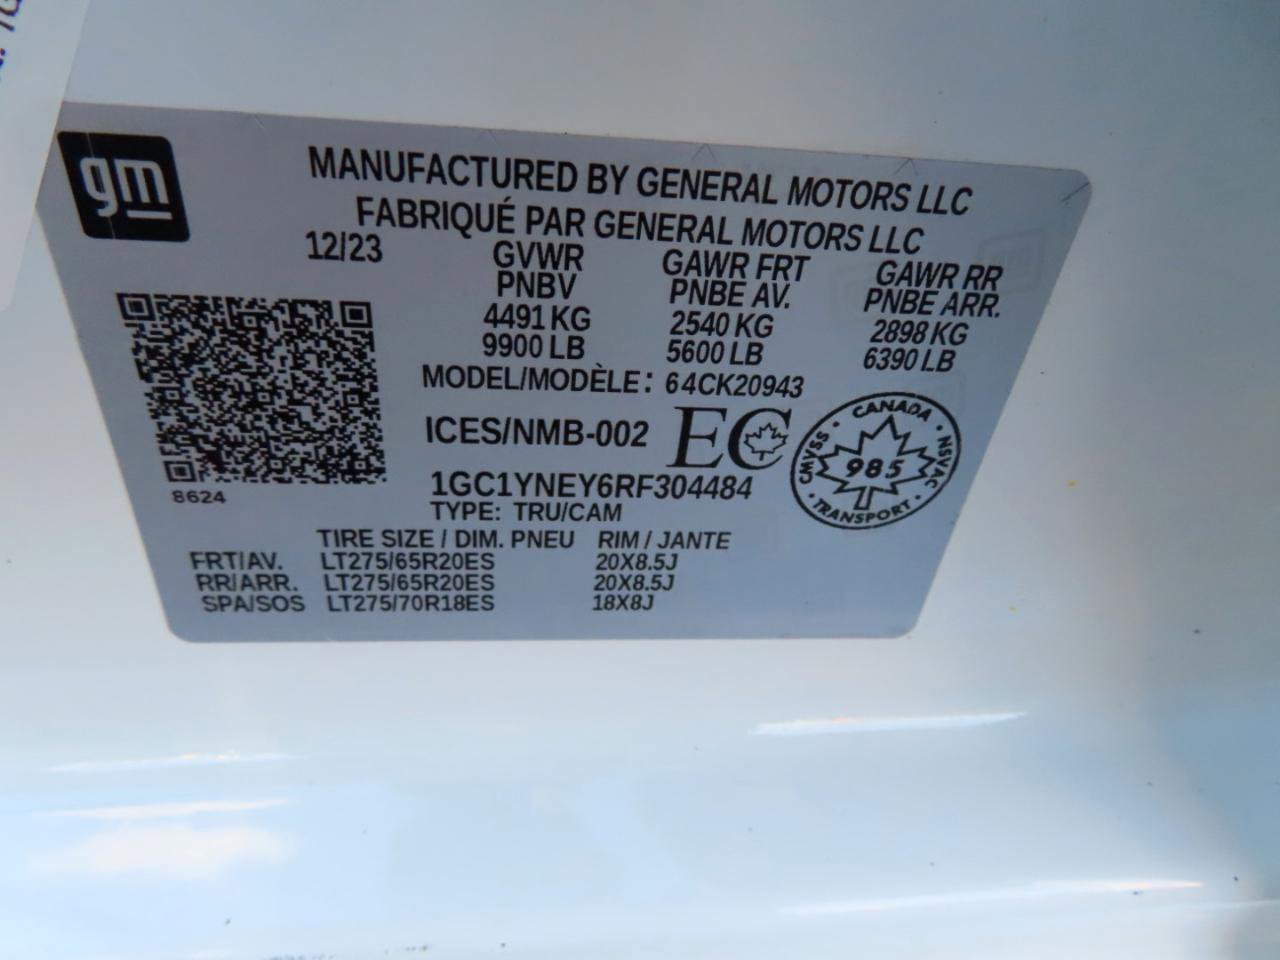 gm
MANUFACTURED BY GENERAL MOTORS LLC
FABRIQUÉ PAR GENERAL MOTORS LLC
12/23 GVWR GAWR FRT GAWR RR
PNBV PNBE AV. PNBE ARR.
4491 KG 2540 KG 2898 KG
9900 LB 5600 LB 6390 LB
MODEL/MODÈLE: 64CK20943
ICES/NMB-002 EC
CANADA
CMVSS 985 NSVAC
TRANSPORT
8624
1GC1YNEY6RF304484
TYPE: TRU/CAM
TIRE SIZE / DIM. PNEU RIM / JANTE
FRT/AV. LT275/65R20ES 20X8.5J
RR/ARR. LT275/65R20ES 20X8.5J
SPA/SOS LT275/70R18ES 18X8J